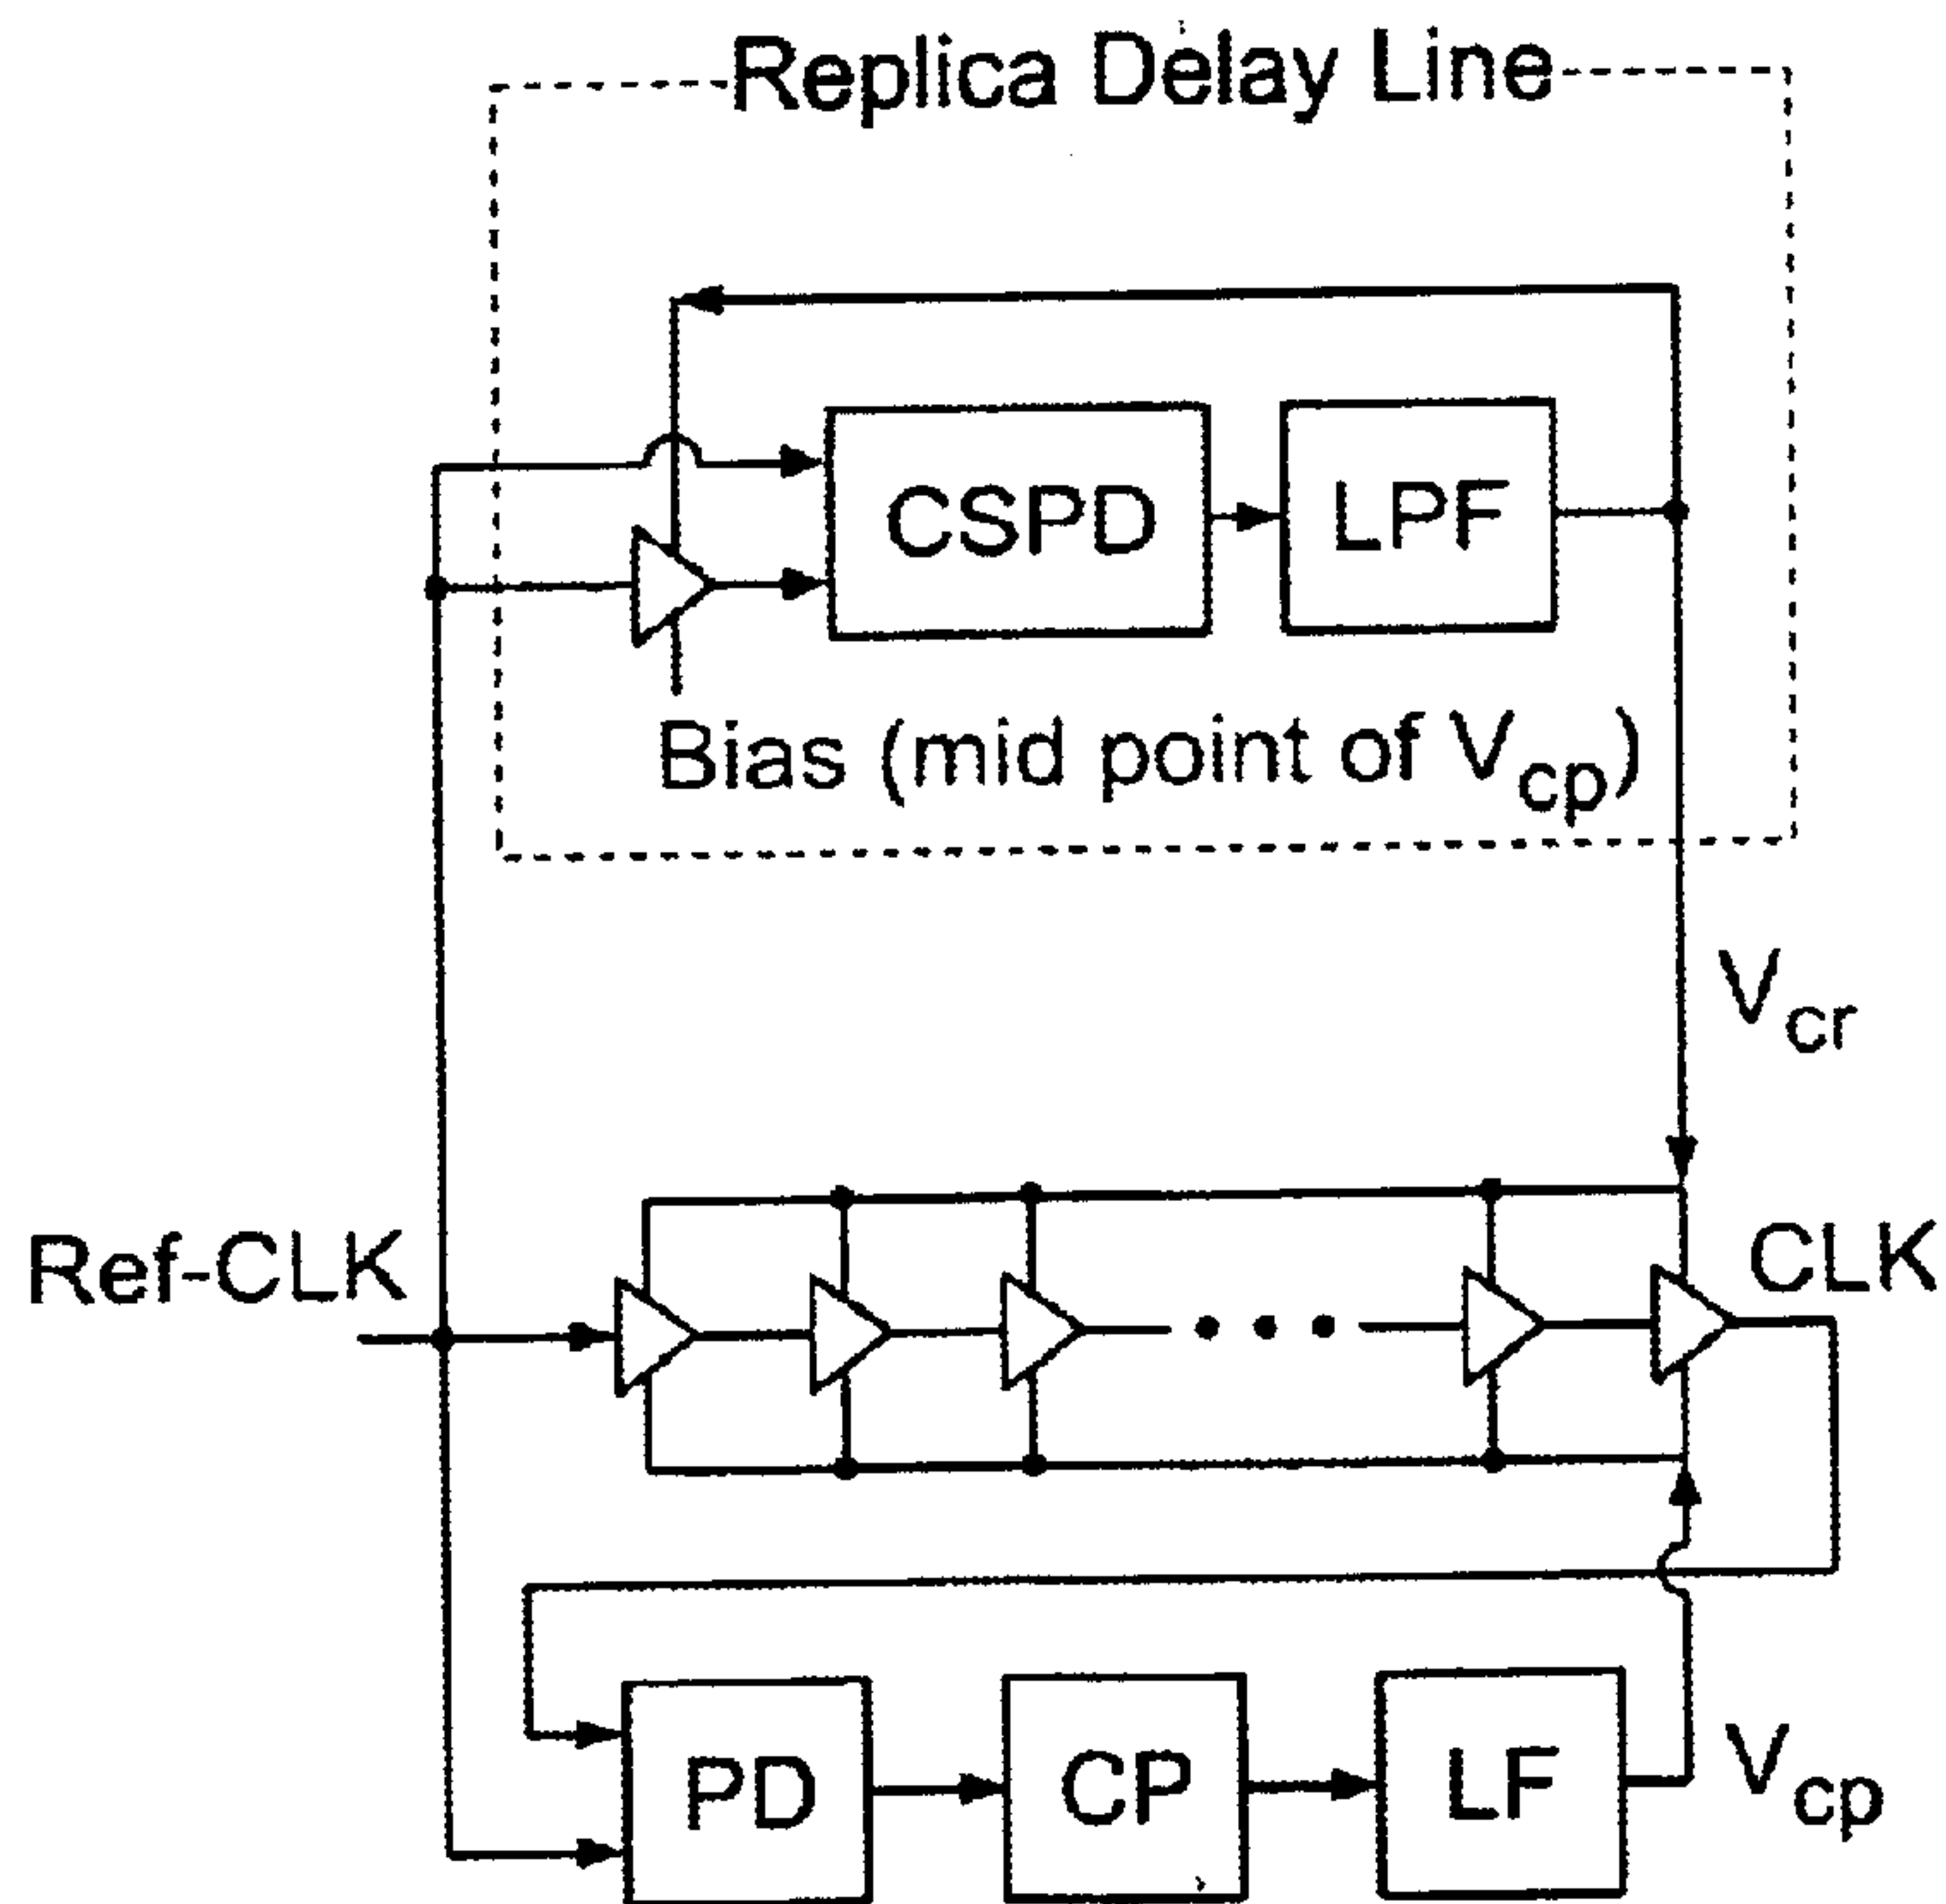 Replica Delay Line
CSPD
LPF
Bias (mid point of Vcp)
Vcr
Ref-CLK
CLK
PD
CP
LF
Vcp